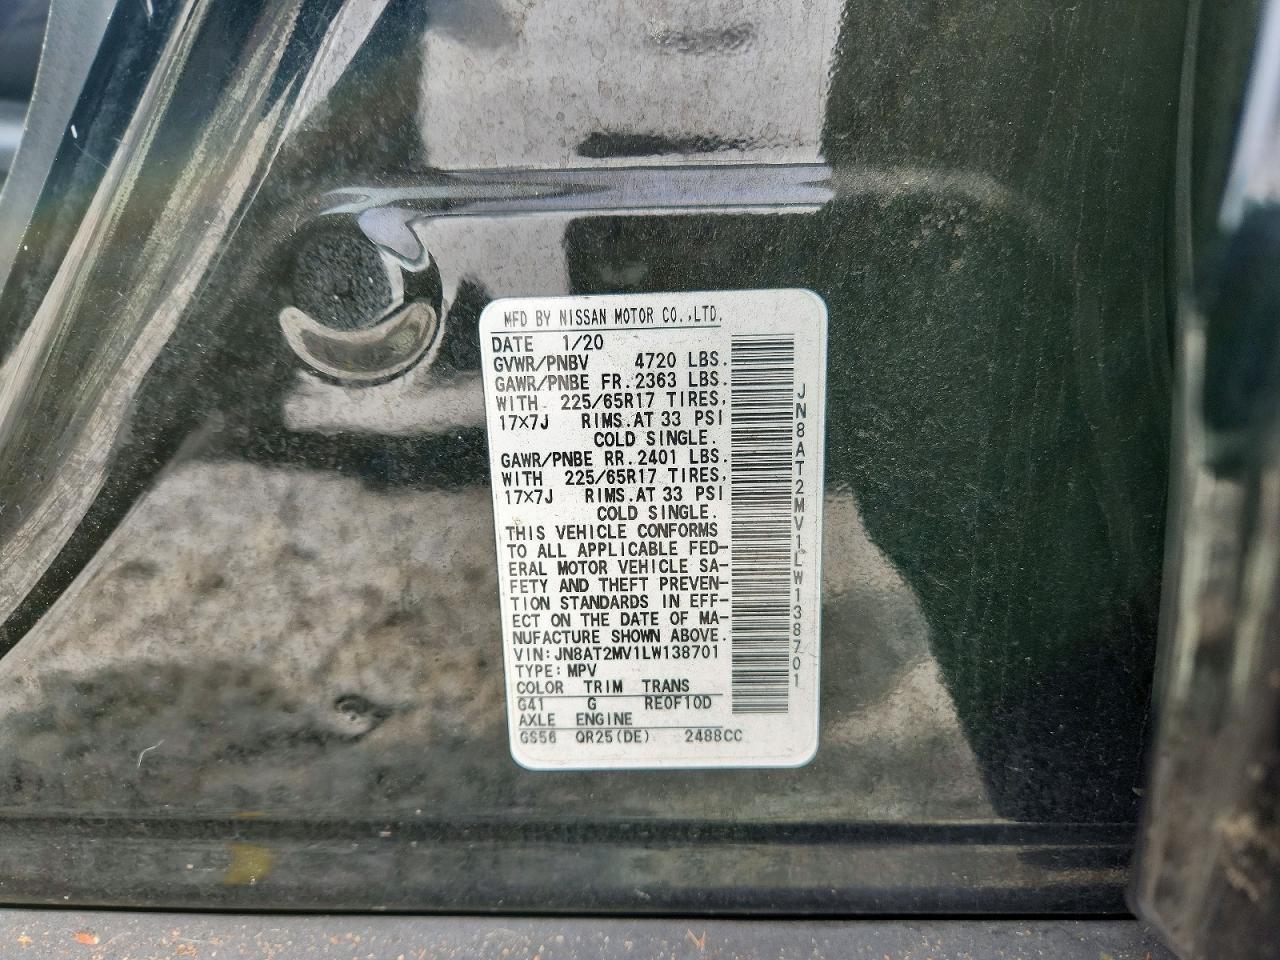 MFD BY NISSAN MOTOR CO.,LTD.
DATE 1/20
GVWR/PNBV 4720 LBS.
GAWR/PNBE FR.2363 LBS.
WITH 225/65R17 TIRES,
17×7J RIMS.AT 33 PSI
COLD SINGLE.
GAWR/PNBE RR.2401 LBS.
WITH 225/65R17 TIRES,
17×7J RIMS.AT 33 PSI
COLD SINGLE.
THIS VEHICLE CONFORMS
TO ALL APPLICABLE FED-
ERAL MOTOR VEHICLE SA-
FETY AND THEFT PREVEN-
TION STANDARDS IN EFF-
ECT ON THE DATE OF MA-
NUFACTURE SHOWN ABOVE.
VIN:JN8AT2MV1LW138701
TYPE:MPV
COLOR TRIM TRANS
G41 G RE0F10D
AXLE ENGINE
GS56 QR25(DE) 2488CC
JN8AT2MV1LW138701